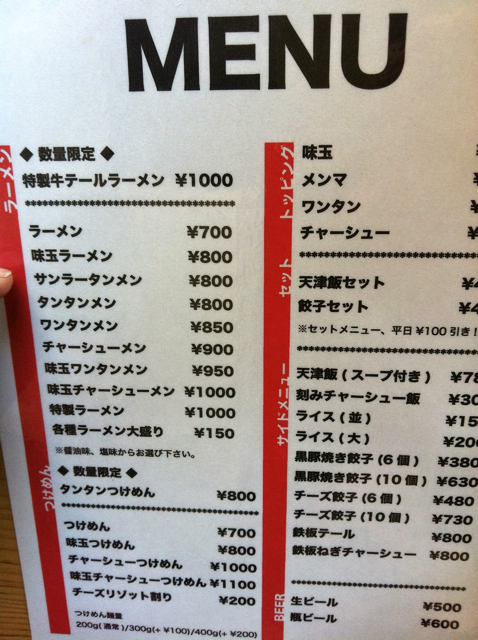 MENU
ラーメン
◆ 数量限定 ◆
特製牛テールラーメン ¥1000
ラーメン ¥700
味玉ラーメン ¥800
サンラータンメン ¥800
タンタンメン ¥800
ワンタンメン ¥850
チャーシューメン ¥900
味玉ワンタンメン ¥950
味玉チャーシューメン ¥1000
特製ラーメン ¥1000
各種ラーメン大盛り ¥150
※醤油味、塩味からお選び下さい。
つけめん
◆ 数量限定 ◆
タンタンつけめん ¥800
つけめん ¥700
味玉つけめん ¥800
チャーシューつけめん ¥1000
味玉チャーシューつけめん ¥1100
チーズリゾット割り ¥200
つけめん麺量
200g(通常)/300g(+ ¥100)/400g(+ ¥200)
トッピング
味玉
メンマ
ワンタン
チャーシュー
セット
天津飯セット
餃子セット
※セットメニュー、平日¥100引き!
サイドメニュー
天津飯(スープ付き)
刻みチャーシュー飯
ライス(並)
ライス(大)
黒豚焼き餃子(6個) ¥380
黒豚焼き餃子(10個) ¥630
チーズ餃子(6個) ¥480
チーズ餃子(10個) ¥730
鉄板テール ¥800
鉄板ねぎチャーシュー ¥800
BEER
生ビール ¥500
瓶ビール ¥600